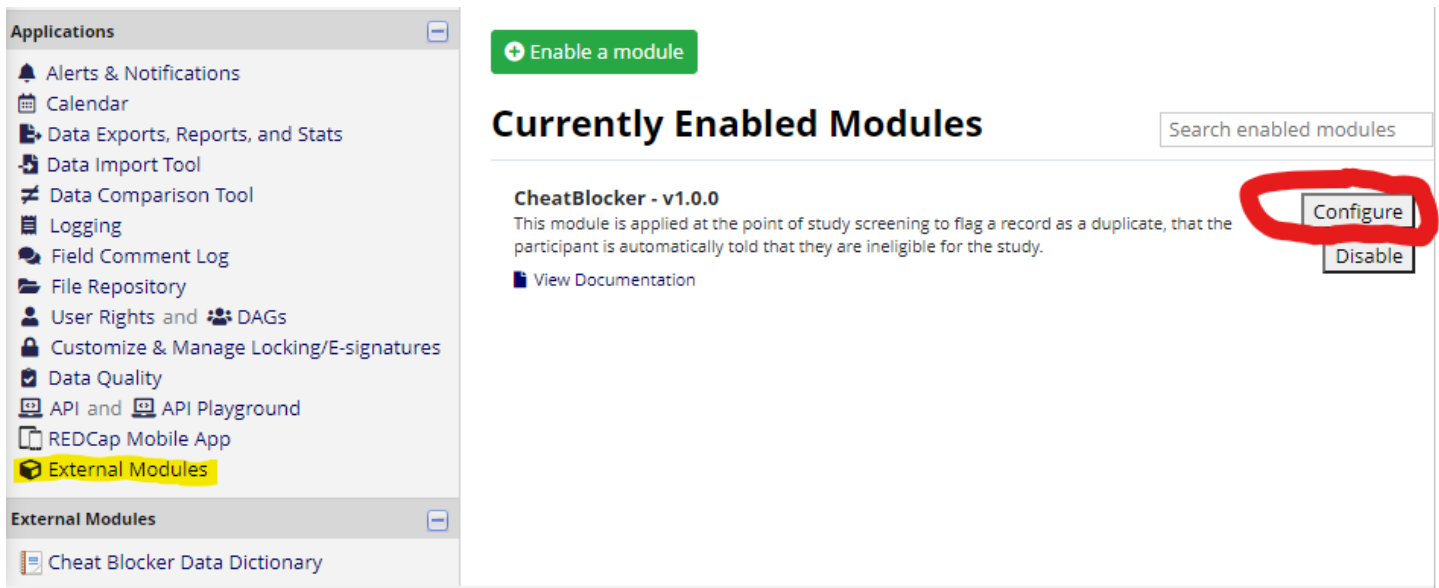 Applications
Alerts & Notifications
Calendar
Data Exports, Reports, and Stats
Data Import Tool
Data Comparison Tool
Logging
Field Comment Log
File Repository
User Rights and DAGs
Customize & Manage Locking/E-signatures
Data Quality
API and API Playground
REDCap Mobile App
External Modules
External Modules
Cheat Blocker Data Dictionary
Enable a module
Currently Enabled Modules
Search enabled modules
CheatBlocker - v1.0.0
This module is applied at the point of study screening to flag a record as a duplicate, that the
participant is automatically told that they are ineligible for the study.
View Documentation
Configure
Disable